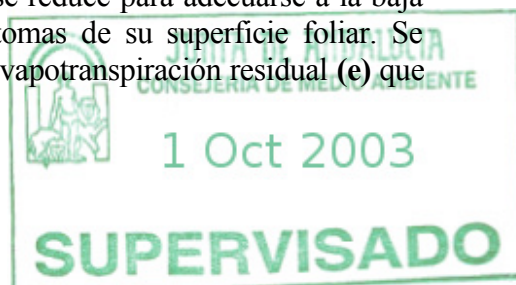 se reduce para adecuarse a la baja
tomas de su superficie foliar. Se
JUNTA DE ANDALUCIA
vapotranspiración residual (e) que
CONSEJERIA DE MEDIO AMBIENTE
1 Oct 2003
SUPERVISADO